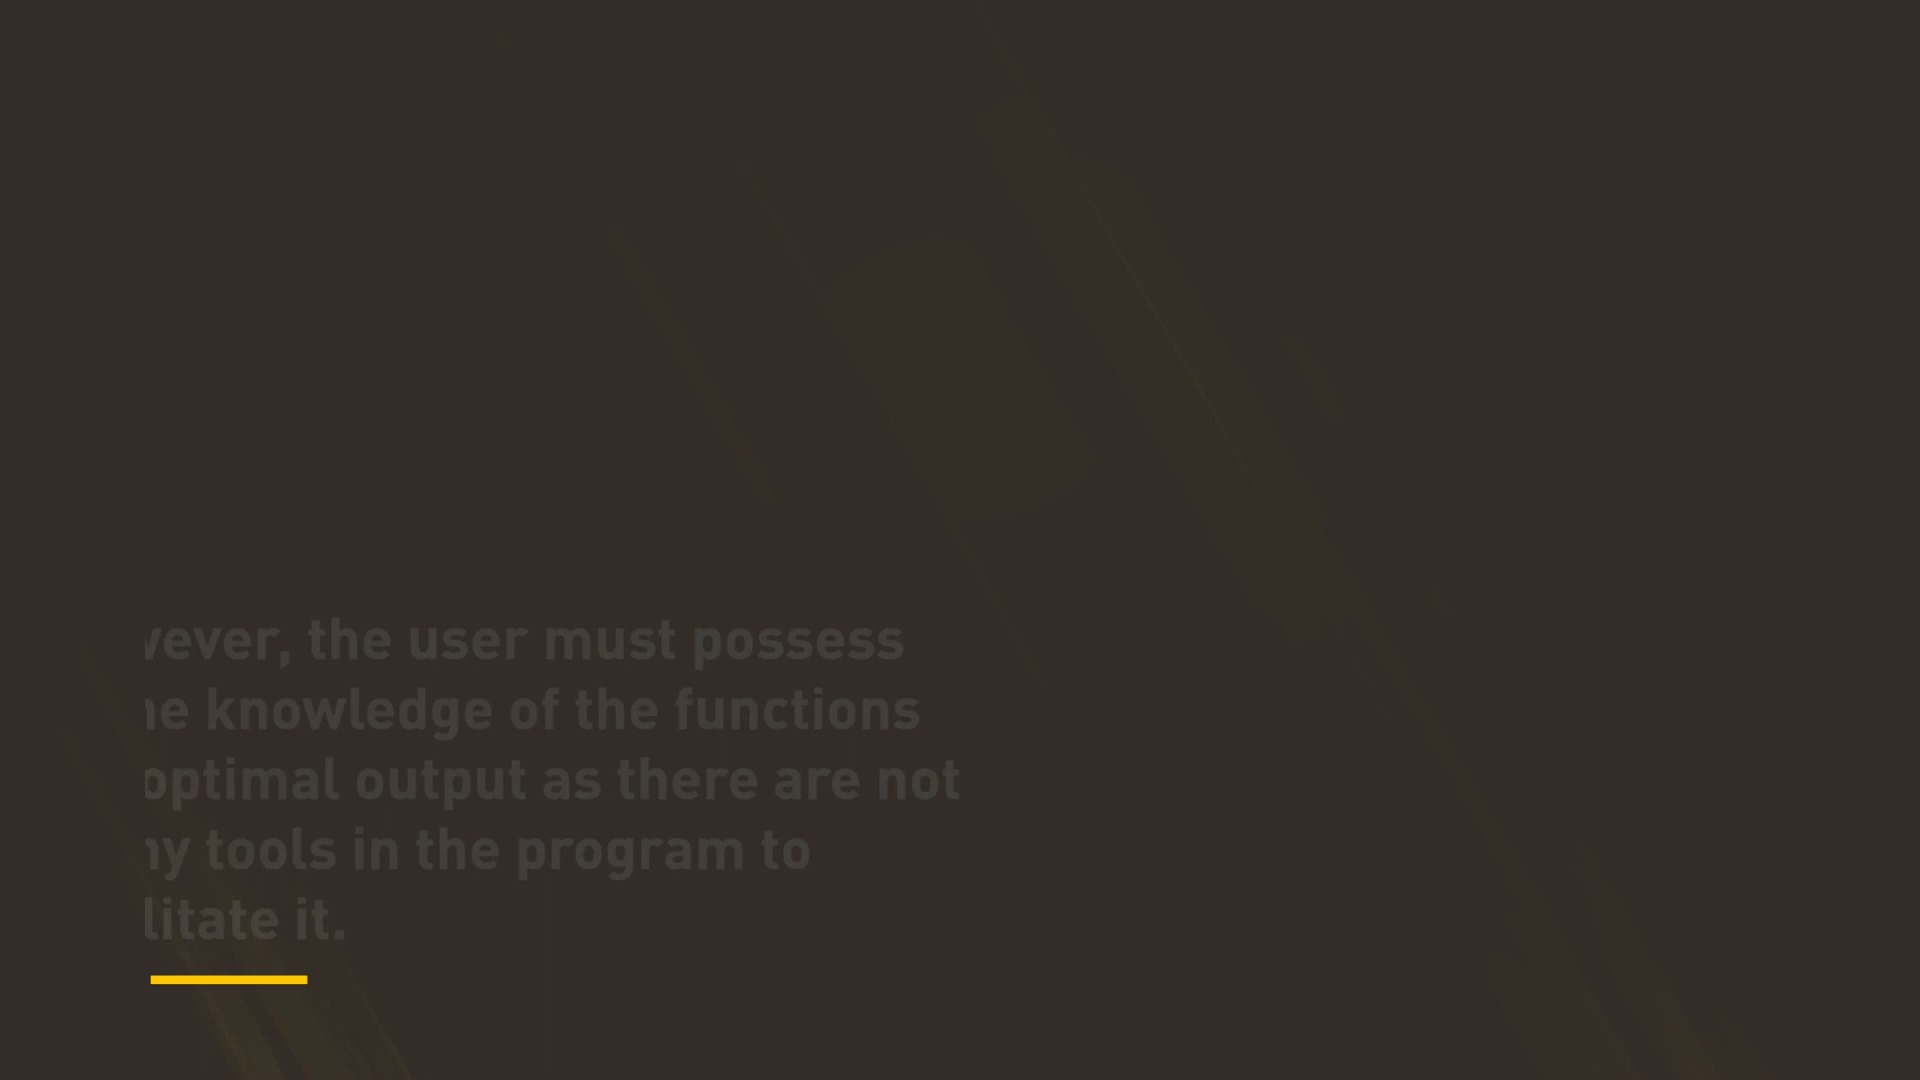 vever, the user must possess
ne knowledge of the functions
optimal output as there are not
ny tools in the program to
litate it.